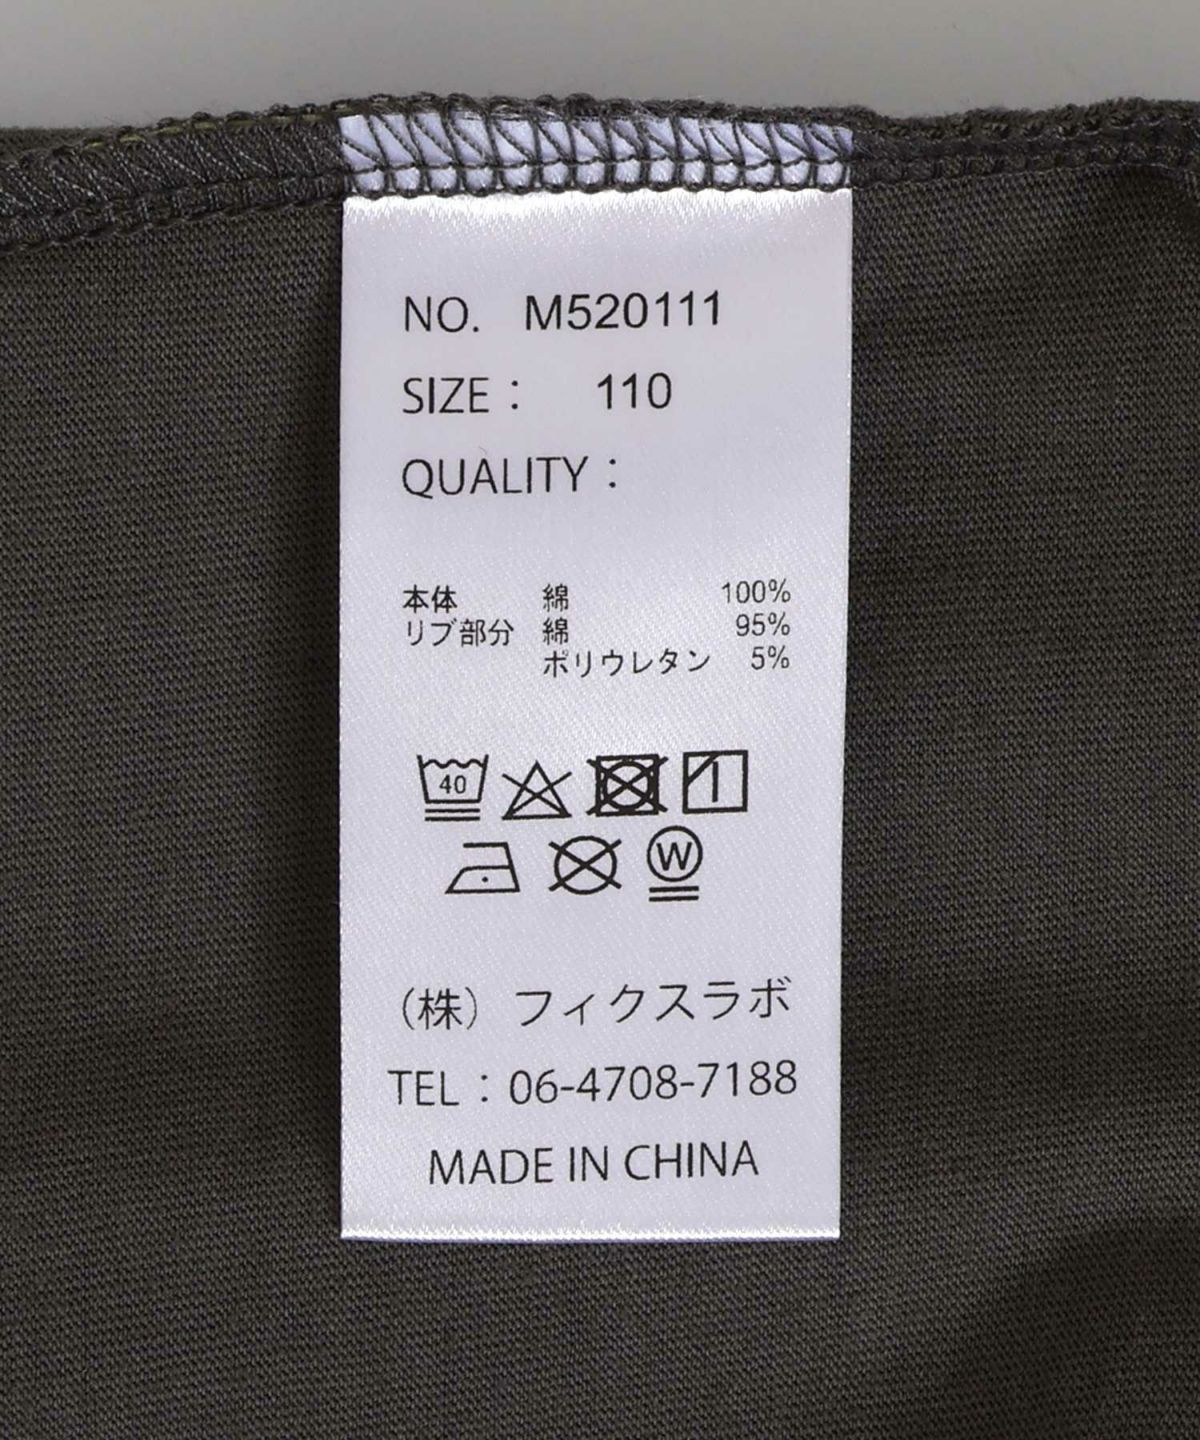 NO. M520111
SIZE : 110
QUALITY :
本体 綿 100%
リブ部分 綿 95%
ポリウレタン 5%
40
W
(株) フィクスラボ
TEL : 06-4708-7188
MADE IN CHINA